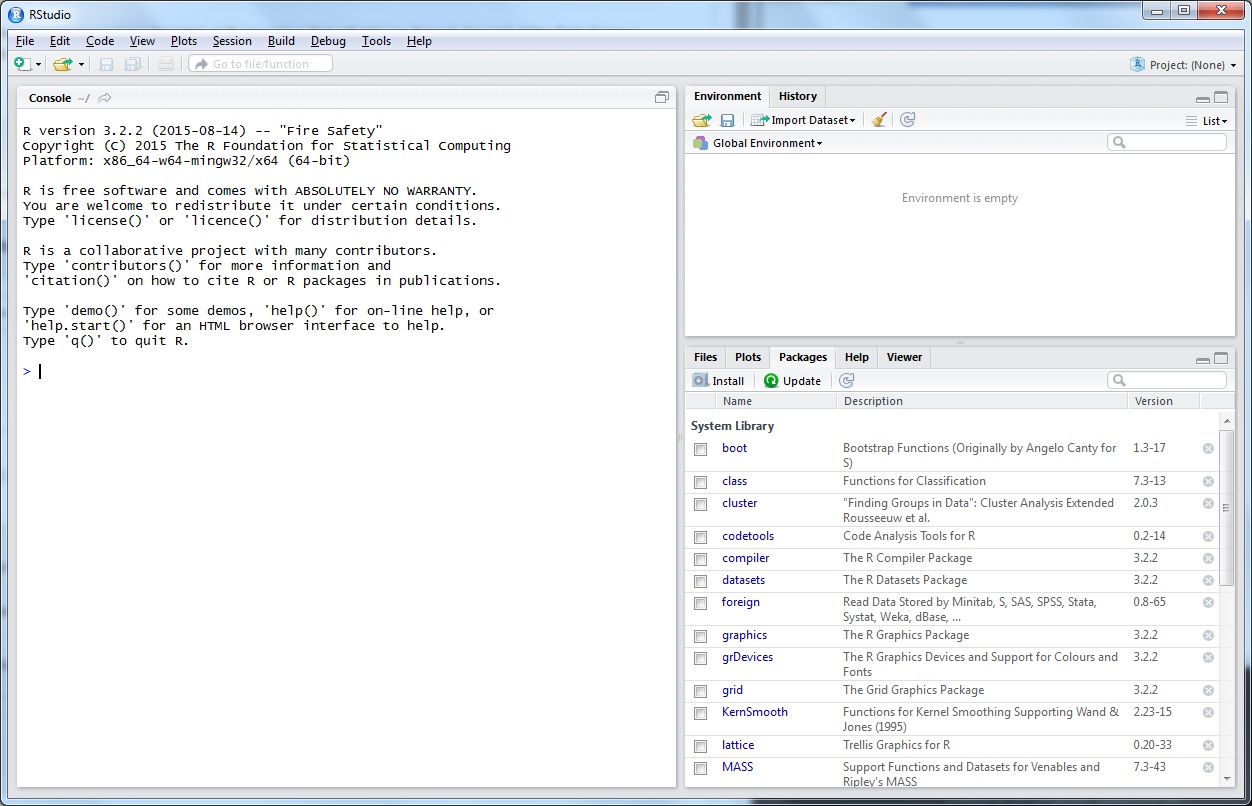 RStudio
File Edit Code View Plots Session Build Debug Tools Help
Go to file/function
Project: (None)
Console ~/
R version 3.2.2 (2015-08-14) -- "Fire Safety"
Copyright (C) 2015 The R Foundation for Statistical Computing
Platform: x86_64-w64-mingw32/x64 (64-bit)
R is free software and comes with ABSOLUTELY NO WARRANTY.
You are welcome to redistribute it under certain conditions.
Type 'license()' or 'licence()' for distribution details.
R is a collaborative project with many contributors.
Type 'contributors()' for more information and
'citation()' on how to cite R or R packages in publications.
Type 'demo()' for some demos, 'help()' for on-line help, or
'help.start()' for an HTML browser interface to help.
Type 'q()' to quit R.
>
Environment History
Import Dataset List
Global Environment
Environment is empty
Files Plots Packages Help Viewer
Install Update
Name Description Version
System Library
boot Bootstrap Functions (Originally by Angelo Canty for 1.3-17
S)
class Functions for Classification 7.3-13
cluster "Finding Groups in Data": Cluster Analysis Extended 2.0.3
Rousseeuw et al.
codetools Code Analysis Tools for R 0.2-14
compiler The R Compiler Package 3.2.2
datasets The R Datasets Package 3.2.2
foreign Read Data Stored by Minitab, S, SAS, SPSS, Stata, 0.8-65
Systat, Weka, dBase, ...
graphics The R Graphics Package 3.2.2
grDevices The R Graphics Devices and Support for Colours and 3.2.2
Fonts
grid The Grid Graphics Package 3.2.2
KernSmooth Functions for Kernel Smoothing Supporting Wand & 2.23-15
Jones (1995)
lattice Trellis Graphics for R 0.20-33
MASS Support Functions and Datasets for Venables and 7.3-43
Ripley's MASS